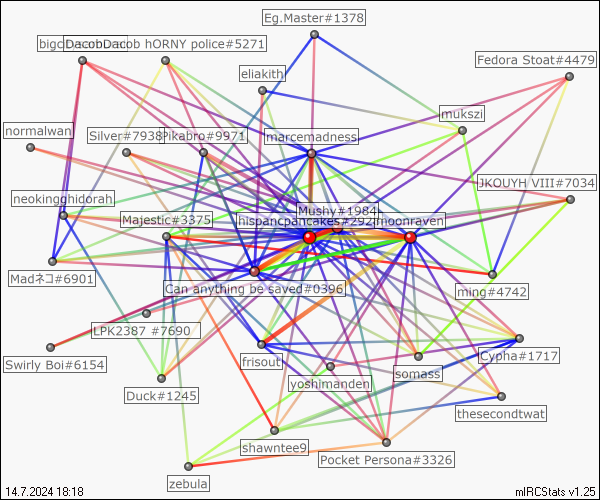 Eg.Master#1378
bigdDacobDacob hORNY police#5271
Fedora Stoat#4479
eliakith
mukszi
normalwan
Silver#7938
Pikabro#9971
marcemadness
JKOUYH VIII#7034
neokingghidorah
Mushy#1984
Majestic#3375
hispancpancakes#292
moonraven
Madネコ#6901
Can anything be saved#0396
ming#4742
LPK2387 #7690
Swirly Boi#6154
frisout
Cypha#1717
somass
yoshimanden
Duck#1245
thesecondtwat
shawntee9
Pocket Persona#3326
zebula
14.7.2024 18:18
mIRCStats v1.25